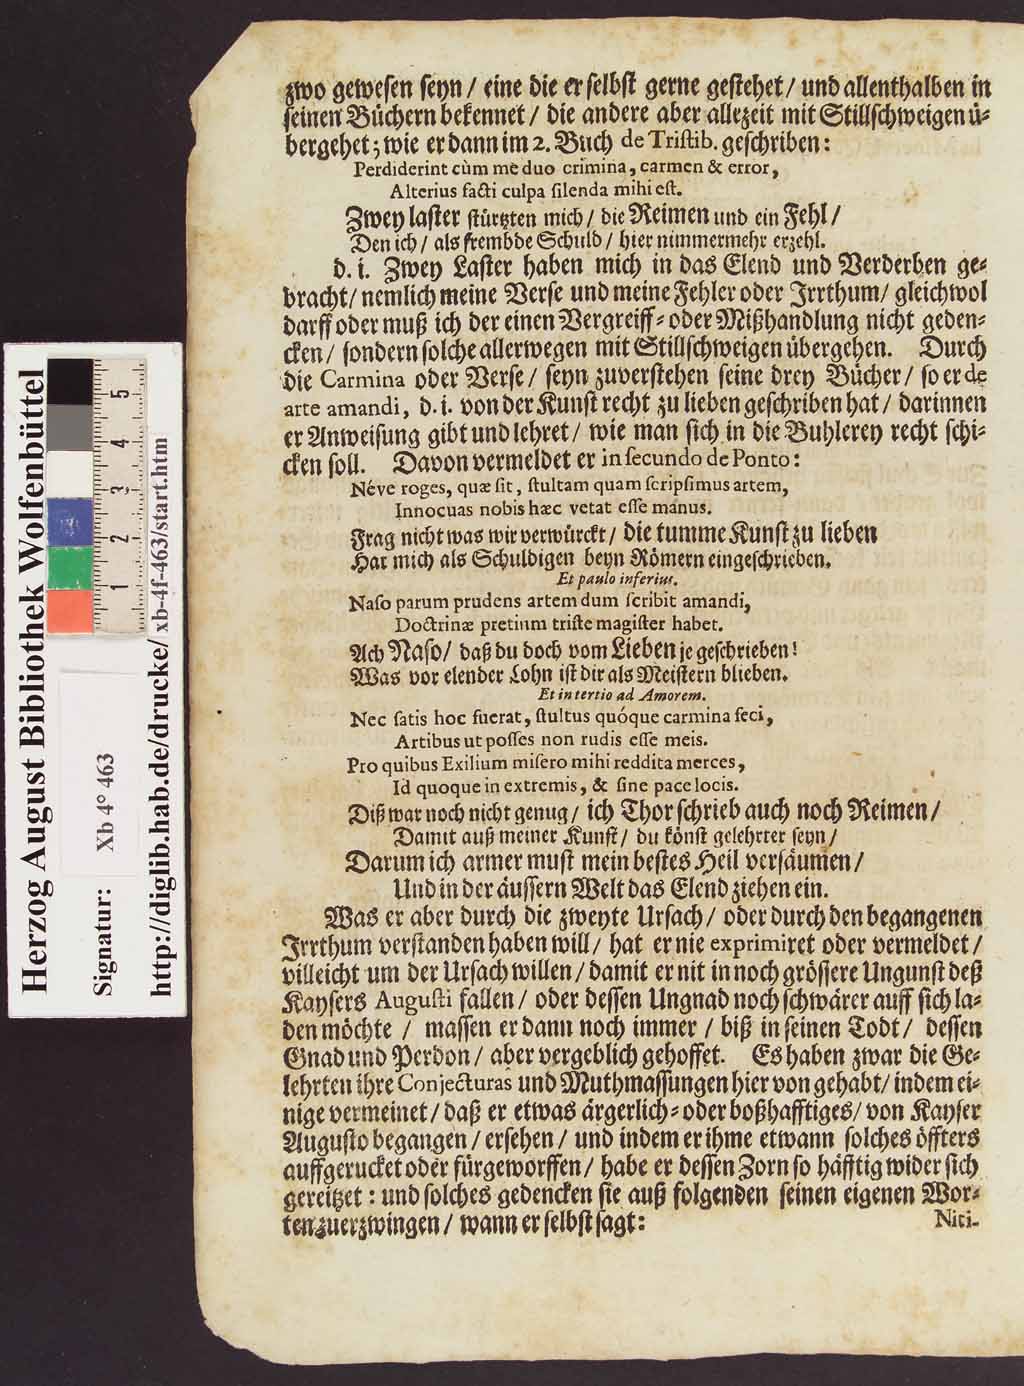 zwo gewesen seyn / eine die er selbst gerne gestehet / und allenthalben in
seinen Büchern bekennet / die andere aber allezeit mit Stillschweigen ü-
bergehet; wie er dann im 2. Buch de Tristib. geschriben:
Perdiderint cùm me duo crimina, carmen & error,
Alterius facti culpa silenda mihi est.
Zwey laster stürtzten mich / die Reimen und ein Fehl /
Den ich / als frembde Schuld / hier nimmermehr erzehl.
d. i. Zwey Laster haben mich in das Elend und Verderben ge-
bracht / nemlich meine Verse und meine Fehler oder Irrthum / gleichwol
darff oder muß ich der einen Vergreiff- oder Mißhandlung nicht geden-
cken / sondern solche allerwegen mit Stillschweigen übergehen. Durch
die Carmina oder Verse / seyn zuverstehen seine drey Bücher / so er de
arte amandi, d. i. von der Kunst recht zu lieben geschriben hat / darinnen
er Anweisung gibt und lehret / wie man sich in die Buhlerey recht schi-
cken soll. Davon vermeldet er in secundo de Ponto:
Néve roges, quæ sit, stultam quam scripsimus artem,
Innocuas nobis hæc vetat esse manus.
Frag nicht was wir verwürckt / die tumme Kunst zu lieben
Hat mich als Schuldigen beyn Römern eingeschrieben.
Et paulo inferius.
Naso parum prudens artem dum scribit amandi,
Doctrinæ pretium triste magister habet.
Ach Naso / daß du doch vom Lieben je geschrieben!
Was vor elender Lohn ist dir als Meistern blieben.
Et in tertio ad Amorem.
Nec satis hoc fuerat, stultus quóque carmina feci,
Artibus ut posses non rudis esse meis.
Pro quibus Exilium misero mihi reddita merces,
Id quoque in extremis, & sine pace locis.
Diß war noch nicht genug / ich Thor schrieb auch noch Reimen /
Damit auß meiner Kunst / du könst gelehrter seyn /
Darum ich armer must mein bestes Heil versäumen /
Und in der äussern Welt das Elend ziehen ein.
Was er aber durch die zweyte Ursach / oder durch den begangenen
Irrthum verstanden haben will / hat er nie exprimiret oder vermeldet /
villeicht um der Ursach willen / damit er nit in noch grössere Ungunst deß
Kaysers Augusti fallen / oder dessen Ungnad noch schwärer auff sich la-
den möchte / massen er dann noch immer / biß in seinen Todt / dessen
Gnad und Perdon / aber vergeblich gehoffet. Es haben zwar die Ge-
lehrten ihre Conjecturas und Muthmassungen hier von gehabt / indem ei-
nige vermeinet / daß er etwas ärgerlich- oder boßhafftiges / von Kayser
Augusto begangen / ersehen / und indem er ihme etwann solches öffters
auffgerucket oder fürgeworffen / habe er dessen Zorn so häfftig wider sich
gereitzet: und solches gedencken sie auß folgenden seinen eigenen Wor-
ten zuerzwingen / wann er selbst sagt:
Niti-
Herzog August Bibliothek Wolfenbüttel
Signatur: Xb 4° 463
http://diglib.hab.de/drucke/xb-4f-463/start.htm
1 2 3 4 5